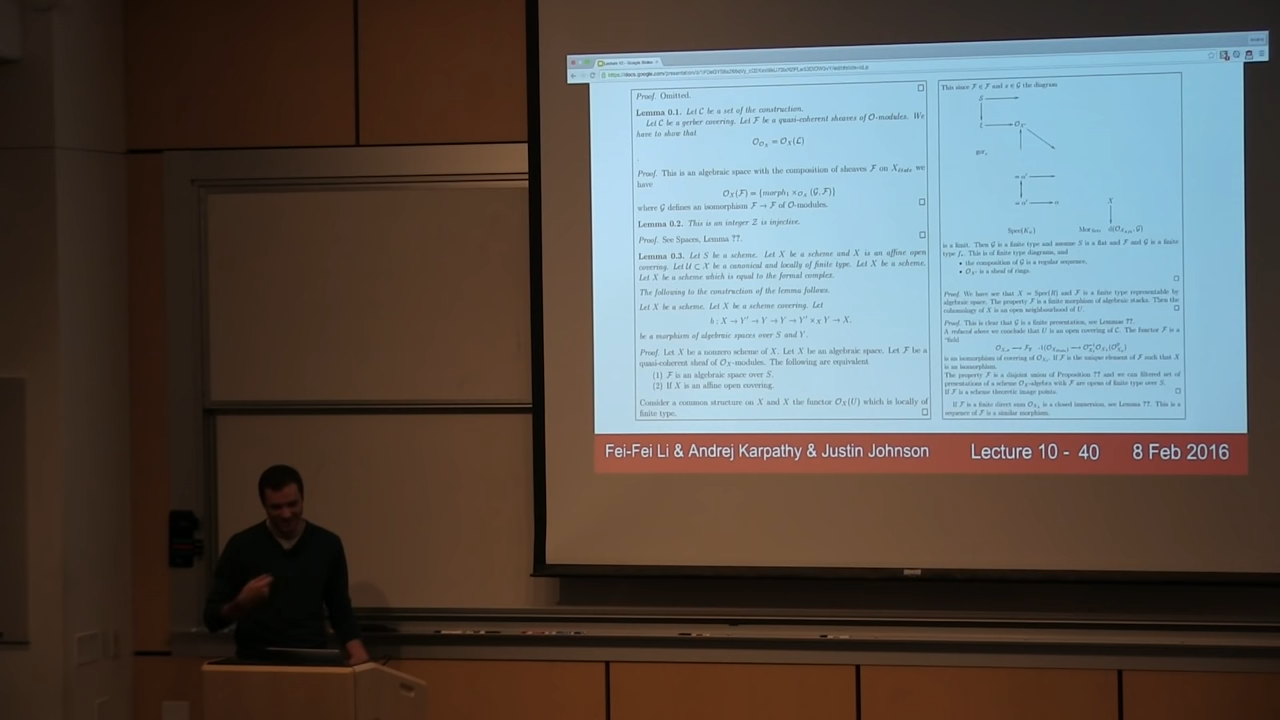 Lecture 10 - Google Slides
Andrej
Proof. Omitted.
Lemma 0.1. Let C be a set of the construction.
Let C be a gerber covering. Let F be a quasi-coherent sheaves of O-modules. We
have to show that
Proof. This is an algebraic space with the composition of sheaves F on X we
have
where G defines an isomorphism F → F of O-modules.
Lemma 0.2. This is an integer Z is injective.
Proof. See Spaces, Lemma ??.
Lemma 0.3. Let S be a scheme. Let X be a scheme and X is an affine open
covering. Let U ⊂ X be a canonical and locally of finite type. Let X be a scheme.
Let X be a scheme which is equal to the formal complex.
The following to the construction of the lemma follows.
Let X be a scheme. Let X be a scheme covering. Let
b : X → Y' → Y → Y → Y' ×_X Y → X.
be a morphism of algebraic spaces over S and Y.
Proof. Let X be a nonzero scheme of X. Let X be an algebraic space. Let F be a
quasi-coherent sheaf of O_X-modules. The following are equivalent
(1) F is an algebraic space over S.
(2) If X is an affine open covering.
Consider a common structure on X and X the functor O_X(U) which is locally of
finite type.
This since F ∈ F and x ∈ G the diagram
is a limit. Then G is a finite type and assume S is a flat and F and G is a finite
type f_*. This is of finite type diagrams, and
• the composition of G is a regular sequence,
• O_X' is a sheaf of rings.
Proof. We have see that X = Spec(R) and F is a finite type representable by
algebraic space. The property F is a finite morphism of algebraic stacks. Then the
cohomology of X is an open neighbourhood of U.
Proof. This is clear that G is a finite presentation, see Lemmas ??.
A reduced above we conclude that U is an open covering of C. The functor F is a
"field
is an isomorphism of covering of O. If F is the unique element of F such that X
is an isomorphism.
The property F is a disjoint union of Proposition ?? and we can filtered set of
presentations of a scheme O_X-algebra with F are opens of finite type over S.
If F is a scheme theoretic image points.
If F is a finite direct sum O is a closed immersion, see Lemma ??. This is a
sequence of F is a similar morphism.
Fei-Fei Li & Andrej Karpathy & Justin Johnson Lecture 10 - 40 8 Feb 2016